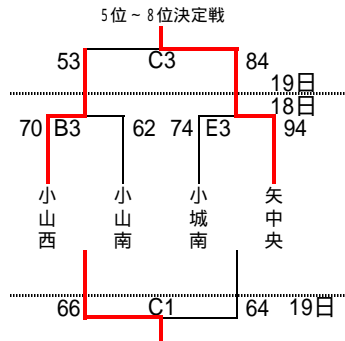 5位～8位決定戦
53 C3 84
19日
18日
70 B3 62 74 E3 94
小山西 小山南 小城南 矢中央
66 C1 64 19日